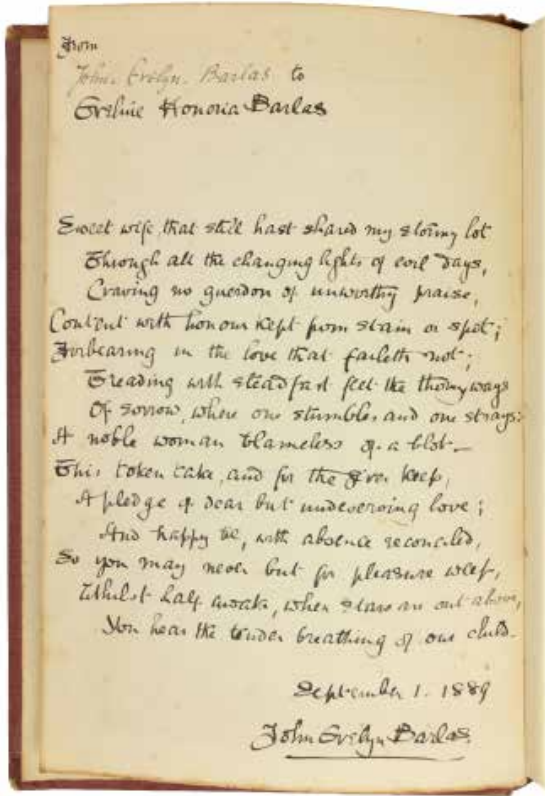 From
John. Evelyn. Barlas to
Eveline Honoria Barlas
Sweet wife, that still hast shared my stormy lot
Through all the changing lights of evil days,
Craving no guerdon of unworthy praise,
Content with honour kept from stain or spot;
Forbearing in the love that faileth not;
Treading with steadfast feet the thorny ways
Of sorrow, where one stumbles and one strays:
A noble woman blameless of a blot_
This token take, and for the giver keep,
A pledge of dear but undeserving love;
And happy be, with absence reconciled,
So you may never but for pleasure weep,
Whilst half awake, when stars are out above,
You hear the tender breathing of our child.
September 1. 1889
John Evelyn Barlas.